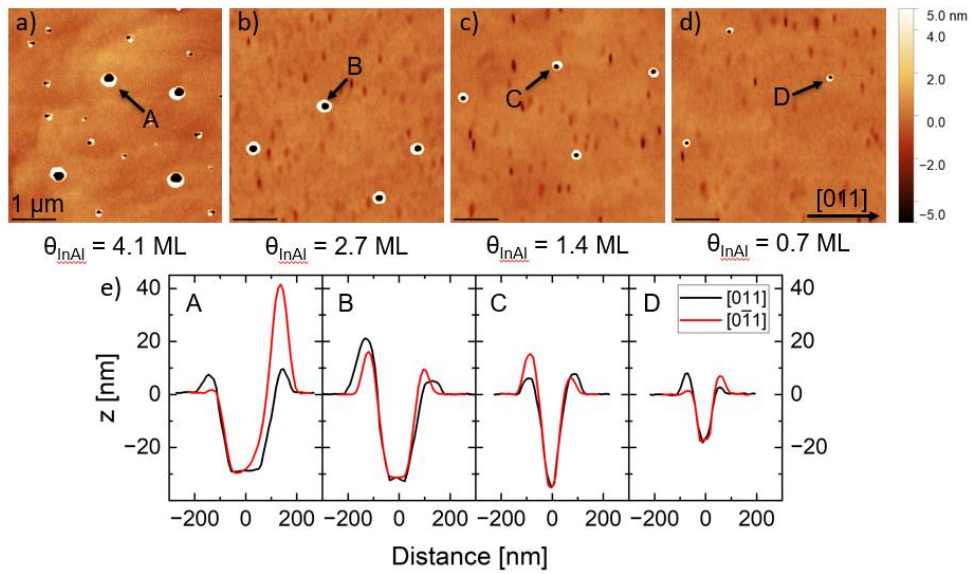 a) b) c) d) 5.0 nm
4.0
2.0
0.0
−2.0
−5.0
A B C D
1 µm [011]
θInAl = 4.1 ML θInAl = 2.7 ML θInAl = 1.4 ML θInAl = 0.7 ML
e) A B C D
[011]
[01̄1]
40 20 0 −20
z [nm]
40 20 0 −20
−200 0 200 −200 0 200 −200 0 200 −200 0 200
Distance [nm]